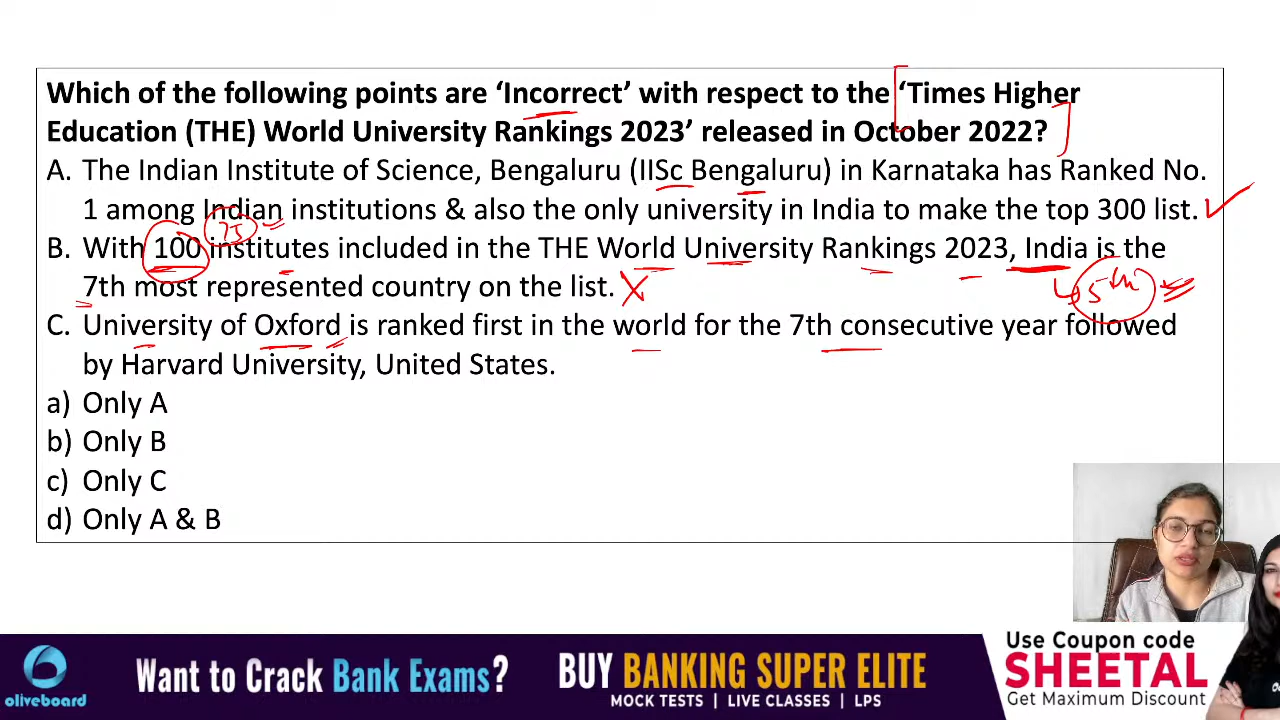 Which of the following points are ‘Incorrect’ with respect to the ‘Times Higher
Education (THE) World University Rankings 2023’ released in October 2022?
A. The Indian Institute of Science, Bengaluru (IISc Bengaluru) in Karnataka has Ranked No.
1 among Indian institutions & also the only university in India to make the top 300 list.
75
B. With 100 institutes included in the THE World University Rankings 2023, India is the
7th most represented country on the list.
5th
C. University of Oxford is ranked first in the world for the 7th consecutive year followed
by Harvard University, United States.
a) Only A
b) Only B
c) Only C
d) Only A & B
oliveboard
Want to Crack Bank Exams?
BUY BANKING SUPER ELITE
MOCK TESTS | LIVE CLASSES | LPS
Use Coupon code
SHEETAL
Get Maximum Discount